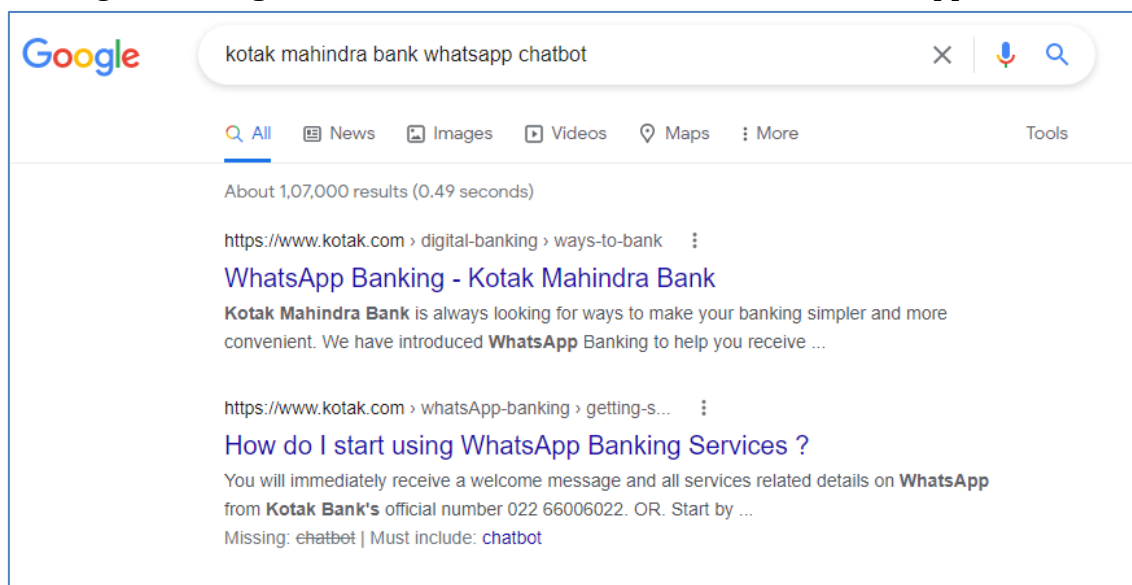 Google
kotak mahindra bank whatsapp chatbot
All News Images Videos Maps More Tools
About 1,07,000 results (0.49 seconds)
https://www.kotak.com › digital-banking › ways-to-bank
WhatsApp Banking - Kotak Mahindra Bank
Kotak Mahindra Bank is always looking for ways to make your banking simpler and more
convenient. We have introduced WhatsApp Banking to help you receive ...
https://www.kotak.com › whatsApp-banking › getting-s...
How do I start using WhatsApp Banking Services ?
You will immediately receive a welcome message and all services related details on WhatsApp
from Kotak Bank's official number 022 66006022. OR. Start by ...
Missing: chatbot | Must include: chatbot